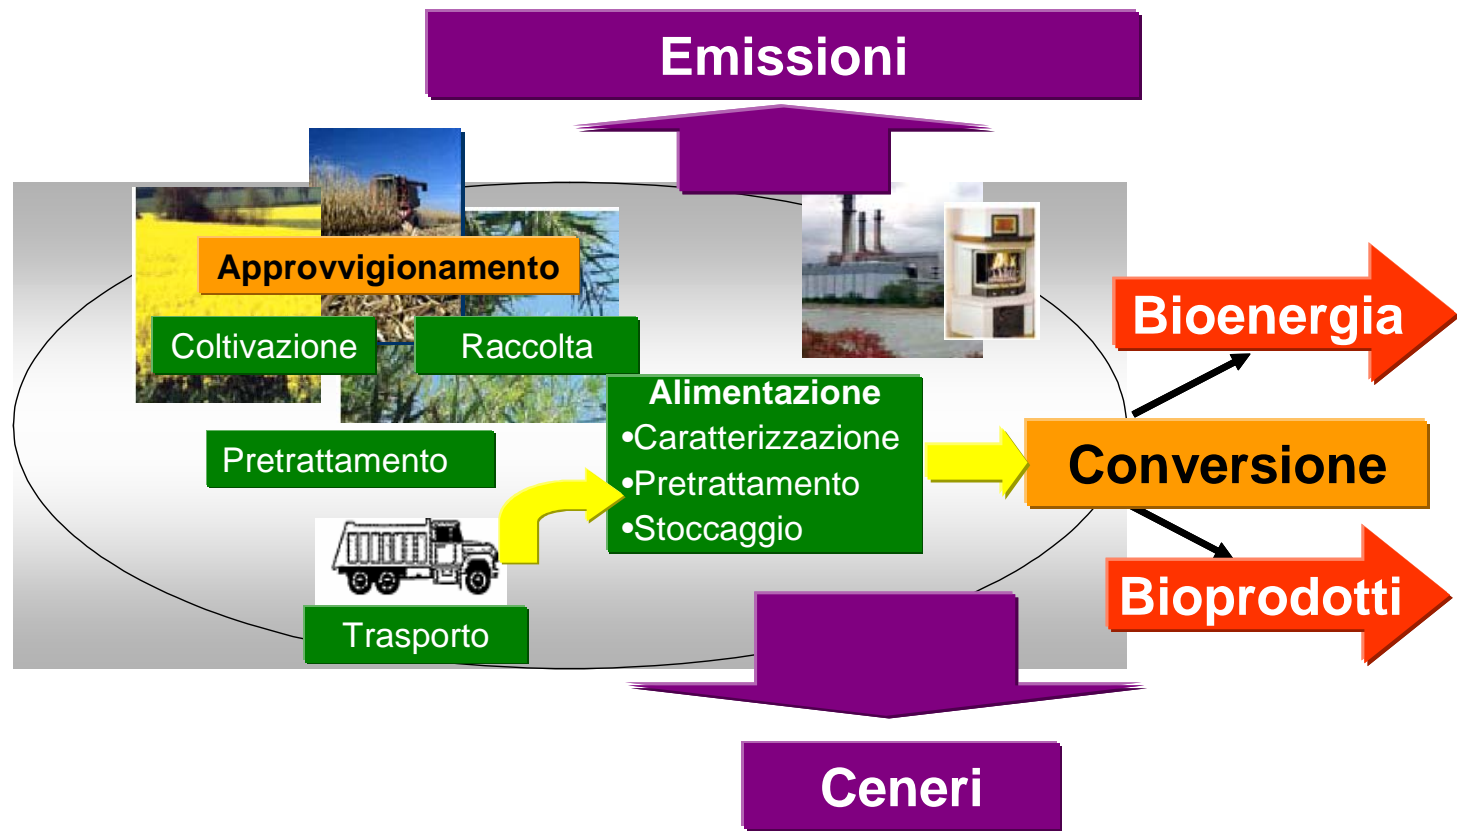 Emissioni
Approvvigionamento
Coltivazione
Raccolta
Pretrattamento
Trasporto
Alimentazione
•Caratterizzazione
•Pretrattamento
•Stoccaggio
Conversione
Bioenergia
Bioprodotti
Ceneri